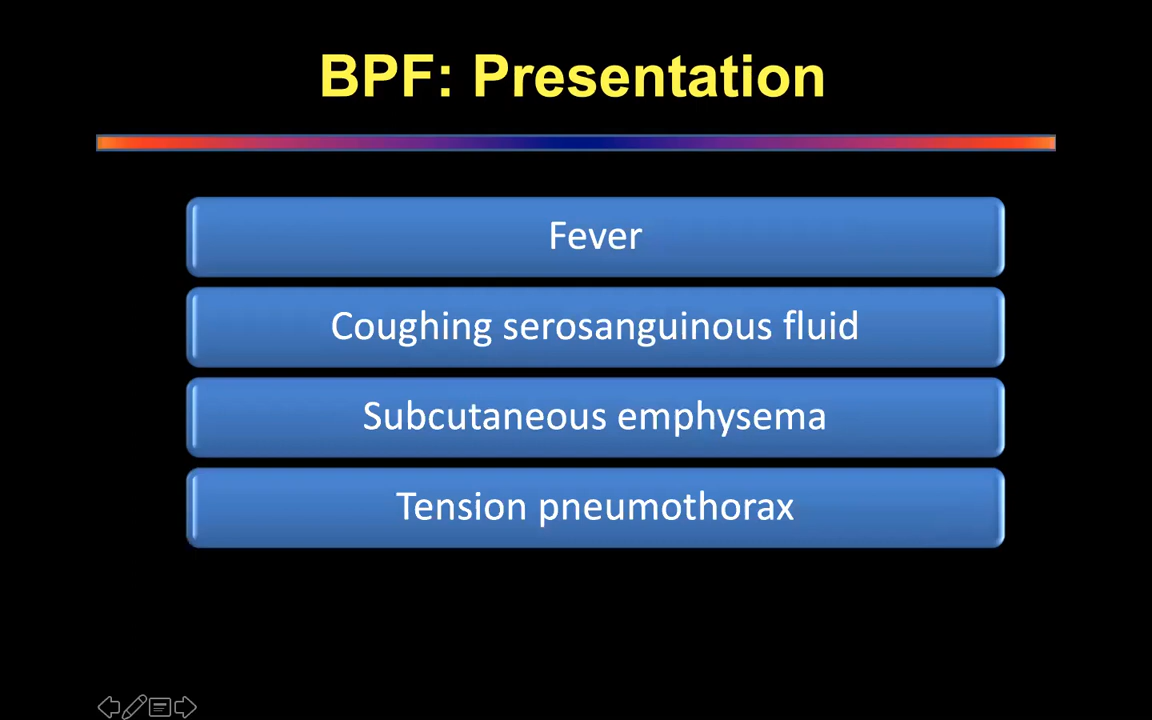 BPF: Presentation
Fever
Coughing serosanguinous fluid
Subcutaneous emphysema
Tension pneumothorax